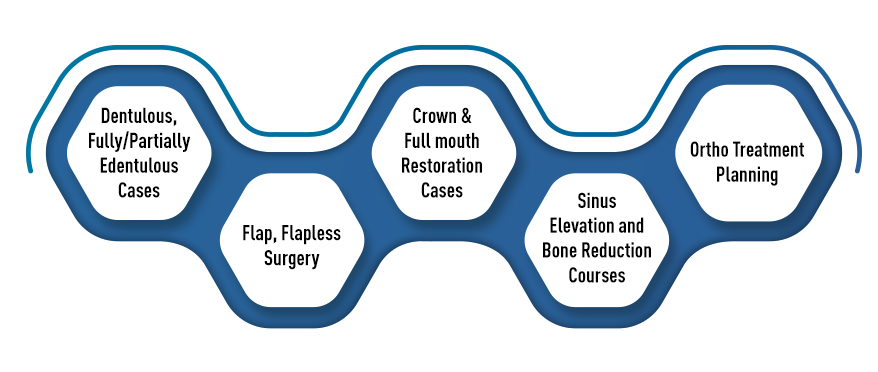 Dentulous,
Fully/Partially
Edentulous
Cases
Flap, Flapless
Surgery
Crown &
Full mouth
Restoration
Cases
Sinus
Elevation and
Bone Reduction
Courses
Ortho Treatment
Planning